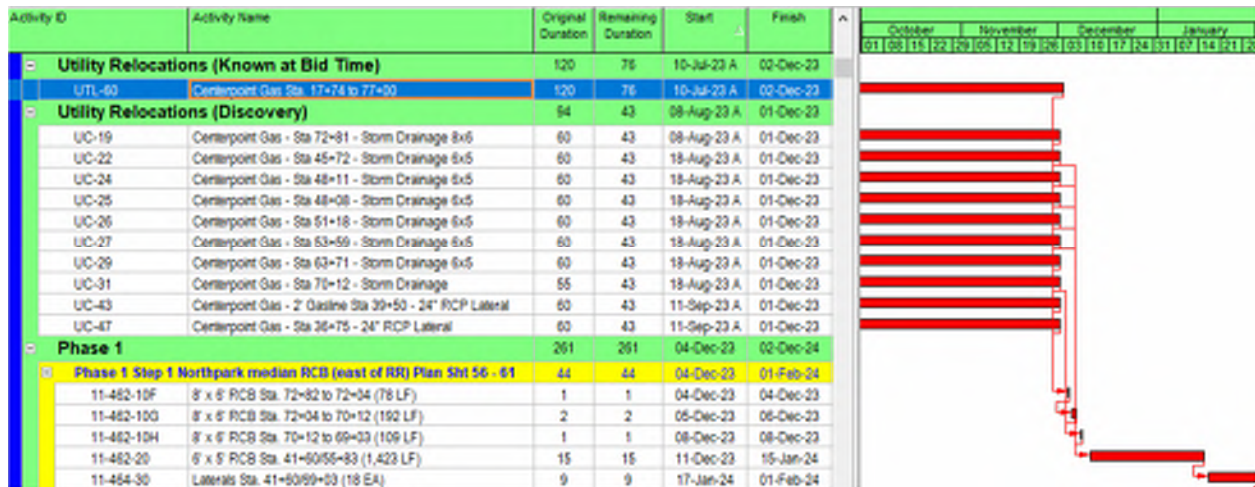 Activity ID Activity Name Original Duration Remaining Duration Start Finish
October November December January
01 08 15 22 29 05 12 19 26 03 10 17 24 31 07 14 21
Utility Relocations (Known at Bid Time) 120 76 10-Jul-23 A 02-Dec-23
UTL-60 Centerpoint Gas Sta. 17+74 to 77+00 120 76 10-Jul-23 A 02-Dec-23
Utility Relocations (Discovery) 94 43 08-Aug-23 A 01-Dec-23
UC-19 Centerpoint Gas - Sta 72+81 - Storm Drainage 8x6 60 43 08-Aug-23 A 01-Dec-23
UC-22 Centerpoint Gas - Sta 45+72 - Storm Drainage 6x5 60 43 18-Aug-23 A 01-Dec-23
UC-24 Centerpoint Gas - Sta 48+11 - Storm Drainage 6x5 60 43 18-Aug-23 A 01-Dec-23
UC-25 Centerpoint Gas - Sta 48+08 - Storm Drainage 6x5 60 43 18-Aug-23 A 01-Dec-23
UC-26 Centerpoint Gas - Sta 51+18 - Storm Drainage 6x5 60 43 18-Aug-23 A 01-Dec-23
UC-27 Centerpoint Gas - Sta 53+59 - Storm Drainage 6x5 60 43 18-Aug-23 A 01-Dec-23
UC-29 Centerpoint Gas - Sta 63+71 - Storm Drainage 6x5 60 43 18-Aug-23 A 01-Dec-23
UC-31 Centerpoint Gas - Sta 70+12 - Storm Drainage 55 43 18-Aug-23 A 01-Dec-23
UC-43 Centerpoint Gas - 2' Gasline Sta 39+50 - 24" RCP Lateral 60 43 11-Sep-23 A 01-Dec-23
UC-47 Centerpoint Gas - Sta 36+75 - 24" RCP Lateral 60 43 11-Sep-23 A 01-Dec-23
Phase 1 261 261 04-Dec-23 02-Dec-24
Phase 1 Step 1 Northpark median RCB (east of RR) Plan Sht 56 - 61 44 44 04-Dec-23 01-Feb-24
11-462-10F 8' x 6' RCB Sta. 72+82 to 72+04 (78 LF) 1 1 04-Dec-23 04-Dec-23
11-462-10G 8' x 6' RCB Sta. 72+04 to 70+12 (192 LF) 2 2 05-Dec-23 06-Dec-23
11-462-10H 8' x 6' RCB Sta. 70+12 to 69+03 (109 LF) 1 1 08-Dec-23 08-Dec-23
11-462-20 6' x 5' RCB Sta. 41+60/55+83 (1,423 LF) 15 15 11-Dec-23 15-Jan-24
11-464-30 Laterals Sta. 41+60/69+03 (18 EA) 9 9 17-Jan-24 01-Feb-24